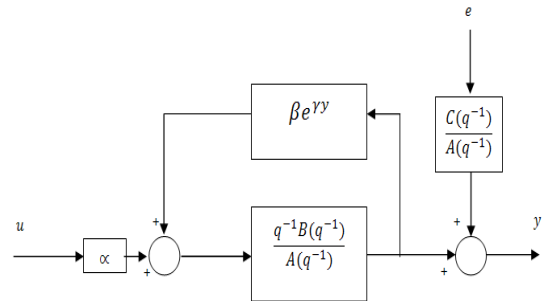 e
βe^{γy}
C(q^{-1})
A(q^{-1})
+
+
u
∝
+
q^{-1}B(q^{-1})
A(q^{-1})
+
y